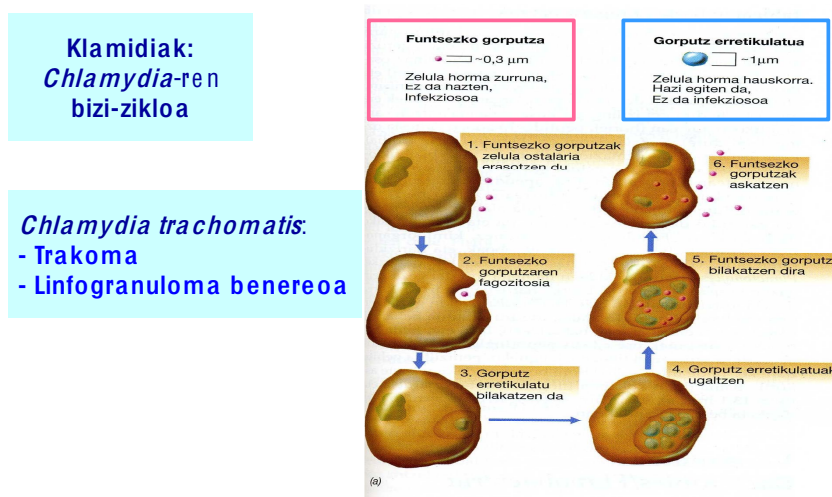 Klamidiak:
Chlamydia-ren
bizi-zikloa
Chlamydia trachomatis:
- Trakoma
- Linfogranuloma benereoa
Funtsezko gorputza
~0,3 µm
Zelula horma zurruna,
Ez da hazten,
Infekziosoa
Gorputz erretikulatua
~1µm
Zelula horma hauskorra.
Hazi egiten da,
Ez da infekziosoa
1. Funtsezko gorputzak
zelula ostalaria
erasotzen du
2. Funtsezko
gorputzaren
fagozitosia
3. Gorputz
erretikulatu
bilakatzen da
4. Gorputz erretikulatuak
ugaltzen
5. Funtsezko gorputz
bilakatzen dira
6. Funtsezko
gorputzak
askatzen
(a)